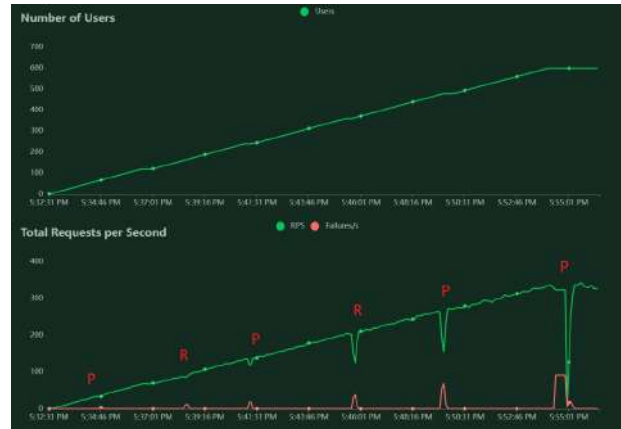 Number of Users
Users
700
600
500
400
300
200
100
0
5:32:31 PM 5:34:46 PM 5:37:01 PM 5:39:16 PM 5:41:31 PM 5:43:46 PM 5:46:01 PM 5:48:16 PM 5:50:31 PM 5:52:46 PM 5:55:01 PM
Total Requests per Second
RPS Failures/s
400
300
200
100
0
P R P R P P
5:32:31 PM 5:34:46 PM 5:37:01 PM 5:39:16 PM 5:41:31 PM 5:43:46 PM 5:46:01 PM 5:48:16 PM 5:50:31 PM 5:52:46 PM 5:55:01 PM